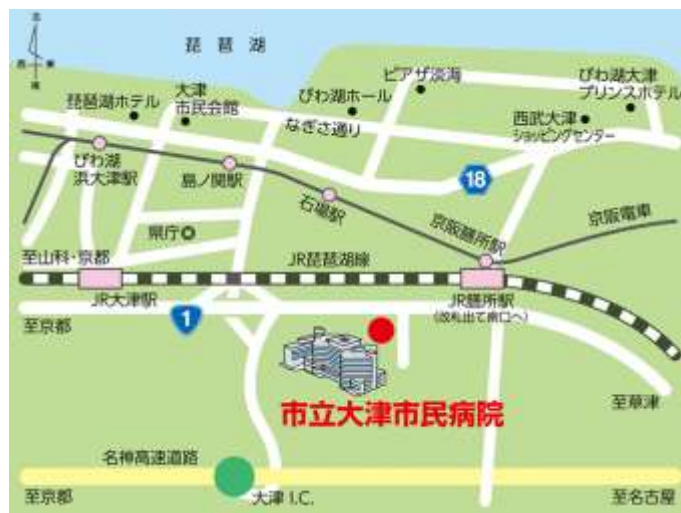 北
西
東
南
琵琶湖
琵琶湖ホテル
大津
市民会館
びわ湖ホール
ピアザ淡海
びわ湖大津
プリンスホテル
西武大津
ショッピングセンター
なぎさ通り
18
びわ湖
浜大津駅
島ノ関駅
石場駅
京阪膳所駅
京阪電車
県庁
至山科・京都
JR琵琶湖線
JR大津駅
JR膳所駅
(改札出て南口へ)
1
至京都
市立大津市民病院
至草津
名神高速道路
至京都
大津 I.C.
至名古屋